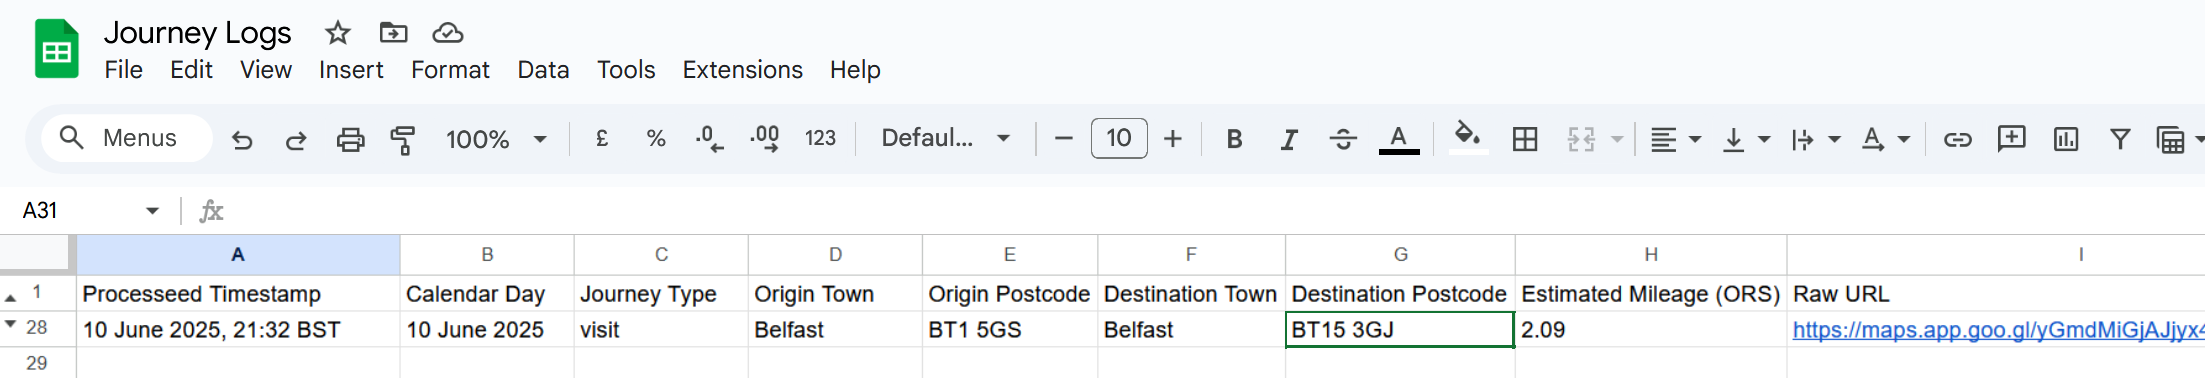 Journey Logs
File Edit View Insert Format Data Tools Extensions Help
Menus 100% £ % .0 .00 123 Defaul... 10 B I A A
A31 fx
A B C D E F G H I
1 Processeed Timestamp Calendar Day Journey Type Origin Town Origin Postcode Destination Town Destination Postcode Estimated Mileage (ORS) Raw URL
28 10 June 2025, 21:32 BST 10 June 2025 visit Belfast BT1 5GS Belfast BT15 3GJ 2.09 https://maps.app.goo.gl/yGmdMiGjAJjyx4
29